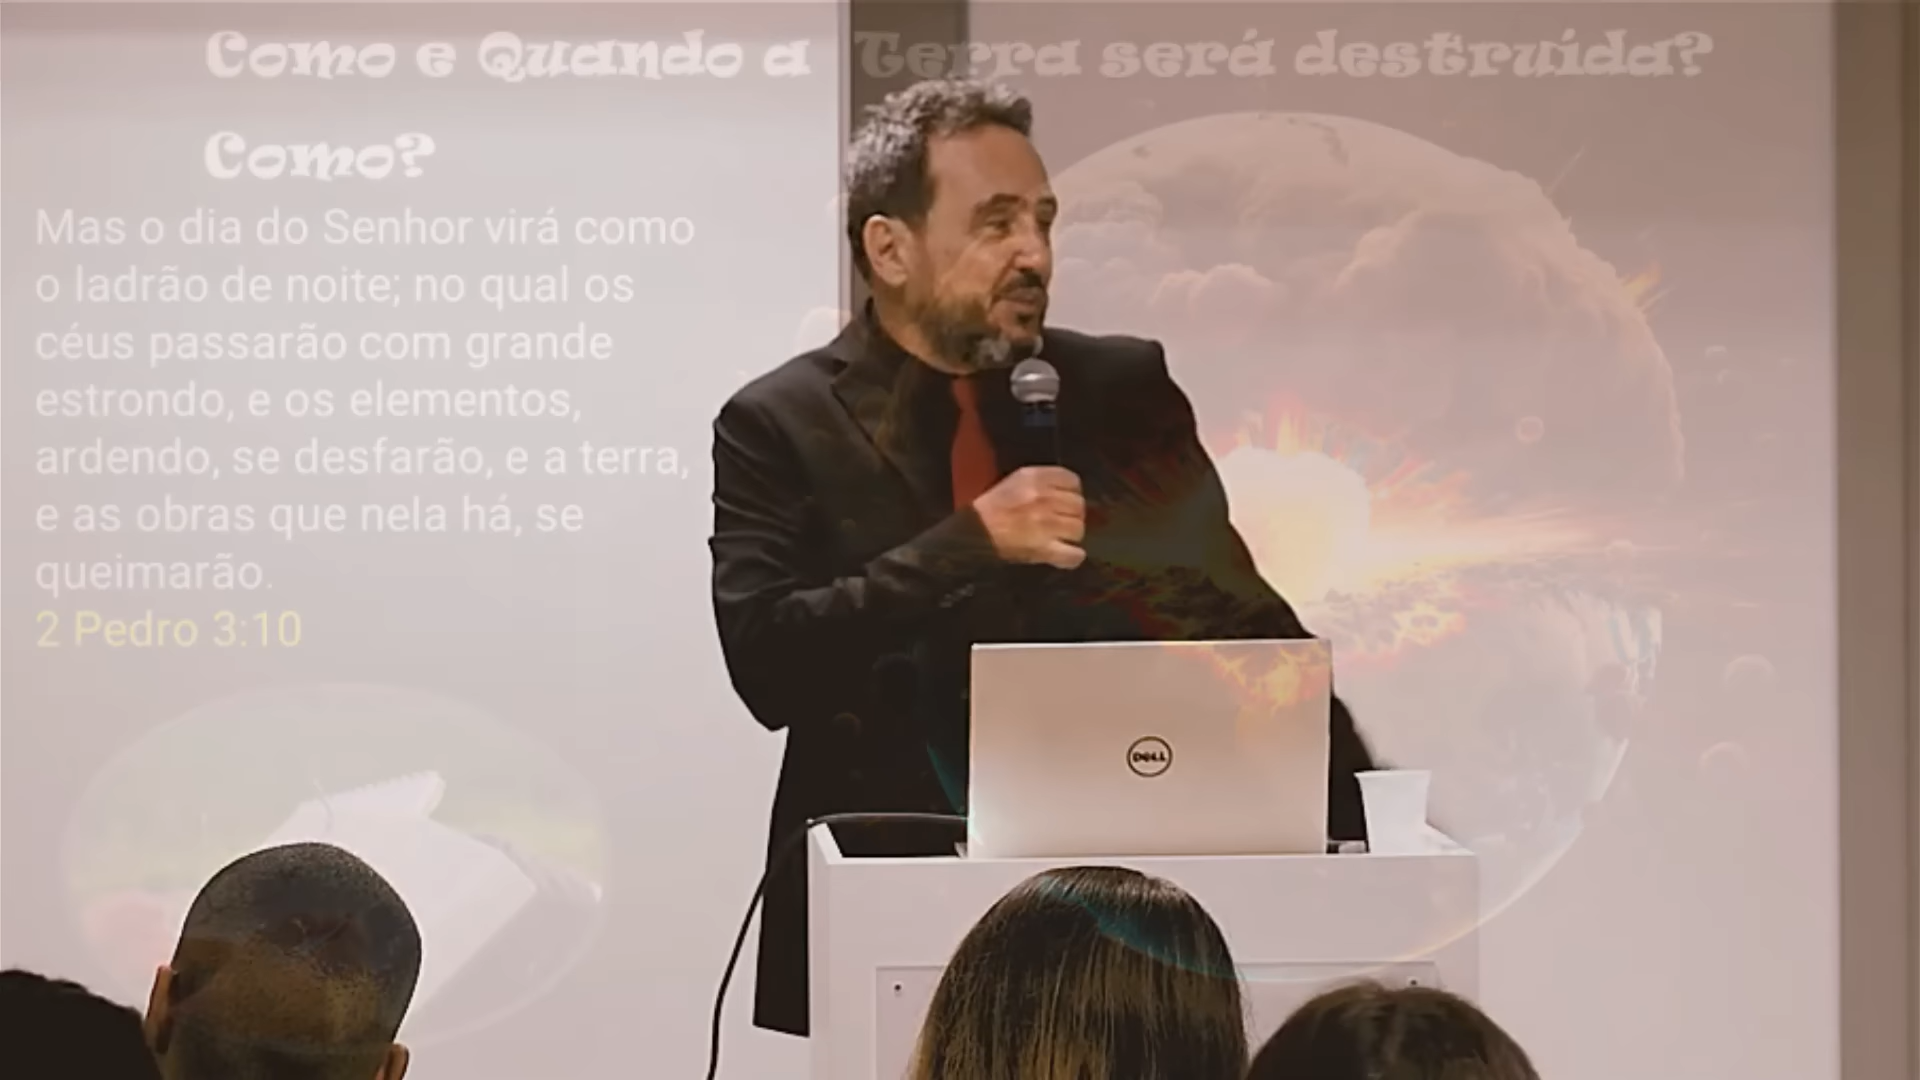 Como e Quando a Terra será destruída?
Como?
Mas o dia do Senhor virá como
o ladrão de noite; no qual os
céus passarão com grande
estrondo, e os elementos,
ardendo, se desfarão, e a terra,
e as obras que nela há, se
queimarão.
2 Pedro 3:10
DELL